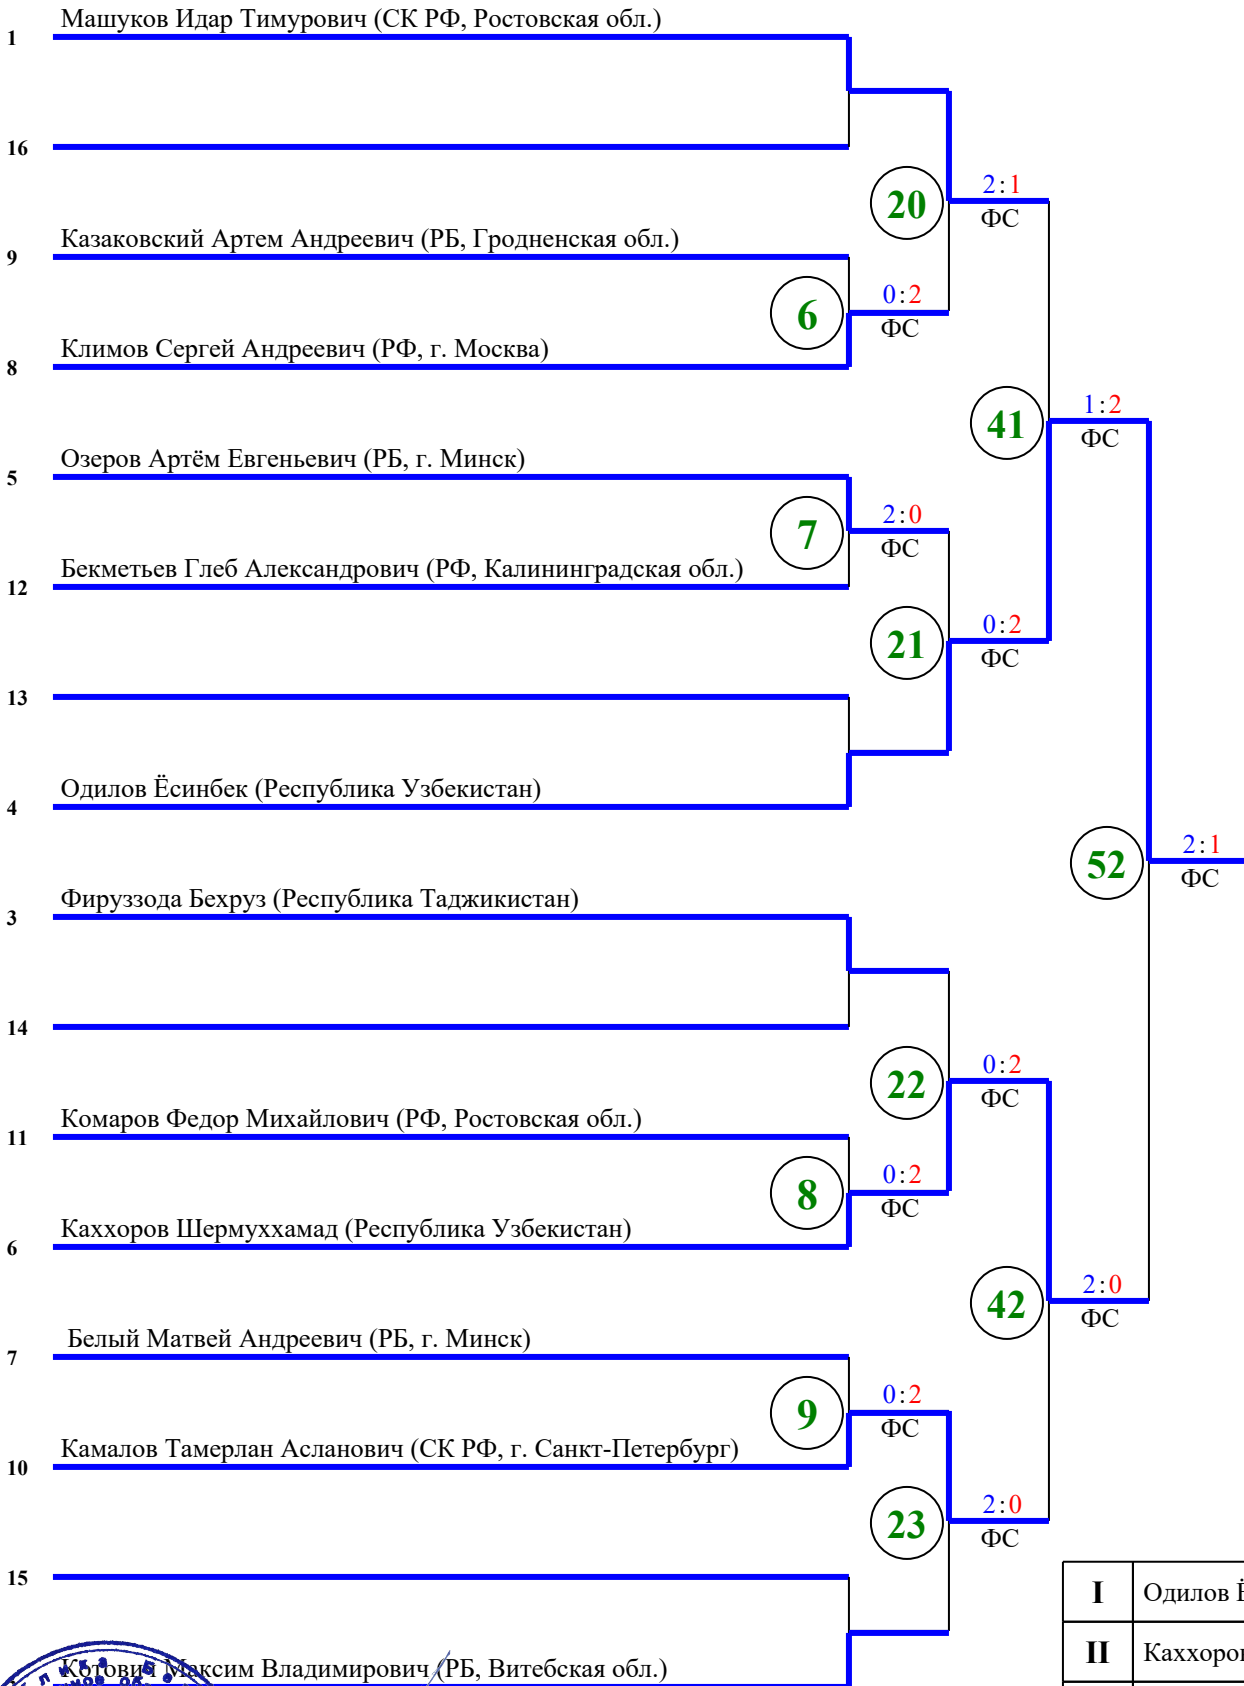 Машуков Идар Тимурович (СК РФ, Ростовская обл.)
1
16
20
2:1
ФС
Казаковский Артем Андреевич (РБ, Гродненская обл.)
9
6
0:2
ФС
Климов Сергей Андреевич (РФ, г. Москва)
8
41
1:2
ФС
Озеров Артём Евгеньевич (РБ, г. Минск)
5
7
2:0
ФС
Бекметьев Глеб Александрович (РФ, Калининградская обл.)
12
21
0:2
ФС
13
Одилов Ёсинбек (Республика Узбекистан)
4
52
2:1
ФС
Фируззода Бехруз (Республика Таджикистан)
3
14
22
0:2
ФС
Комаров Федор Михайлович (РФ, Ростовская обл.)
11
8
0:2
ФС
Каххоров Шермуххамад (Республика Узбекистан)
6
42
2:0
ФС
Белый Матвей Андреевич (РБ, г. Минск)
7
9
0:2
ФС
Камалов Тамерлан Асланович (СК РФ, г. Санкт-Петербург)
10
23
2:0
ФС
15
I Одилов
II Каххоров
Котович Максим Владимирович (РБ, Витебская обл.)